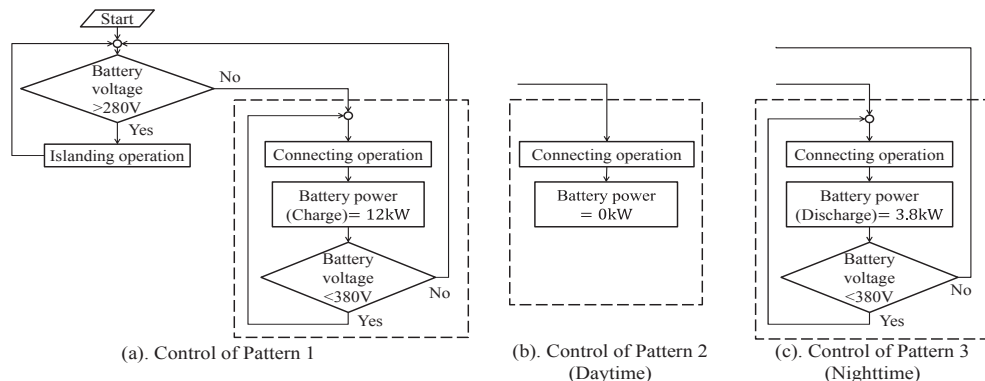 Start
Battery
voltage
>280V
No
Yes
Islanding operation
Connecting operation
Battery power
(Charge)= 12kW
Battery
voltage
<380V
No
Yes
(a). Control of Pattern 1
Connecting operation
Battery power
= 0kW
(b). Control of Pattern 2
(Daytime)
Connecting operation
Battery power
(Discharge)= 3.8kW
Battery
voltage
<380V
No
Yes
(c). Control of Pattern 3
(Nighttime)